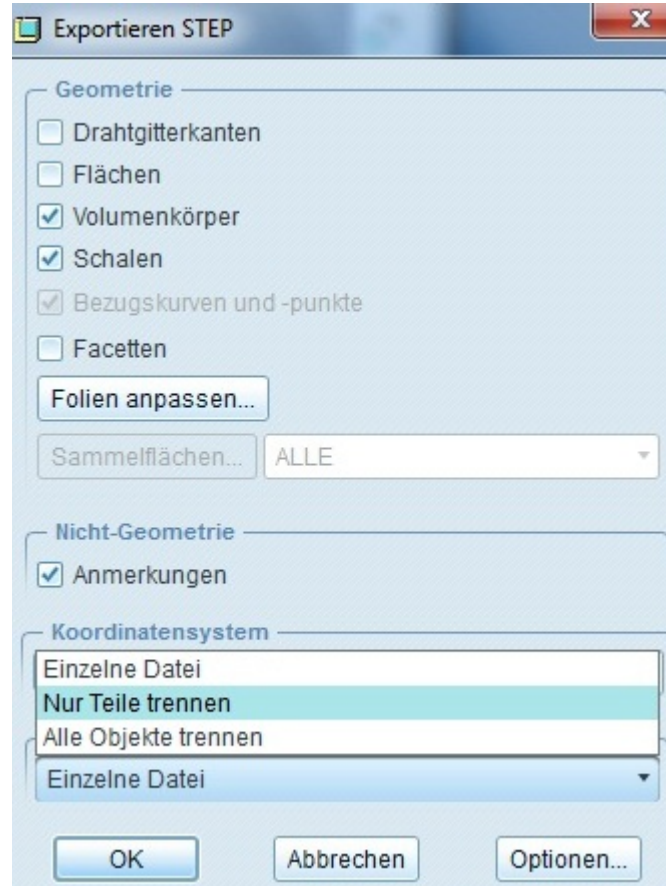 Exportieren STEP
Geometrie
Drahtgitterkanten
Flächen
Volumenkörper
Schalen
Bezugskurven und -punkte
Facetten
Folien anpassen...
Sammelflächen... ALLE
Nicht-Geometrie
Anmerkungen
Koordinatensystem
Einzelne Datei
Nur Teile trennen
Alle Objekte trennen
Einzelne Datei
OK Abbrechen Optionen...